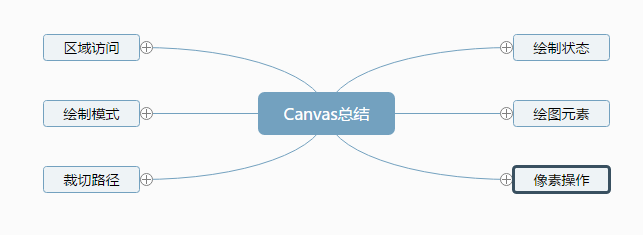 区域访问
绘制状态
绘制模式
Canvas总结
绘图元素
裁切路径
像素操作